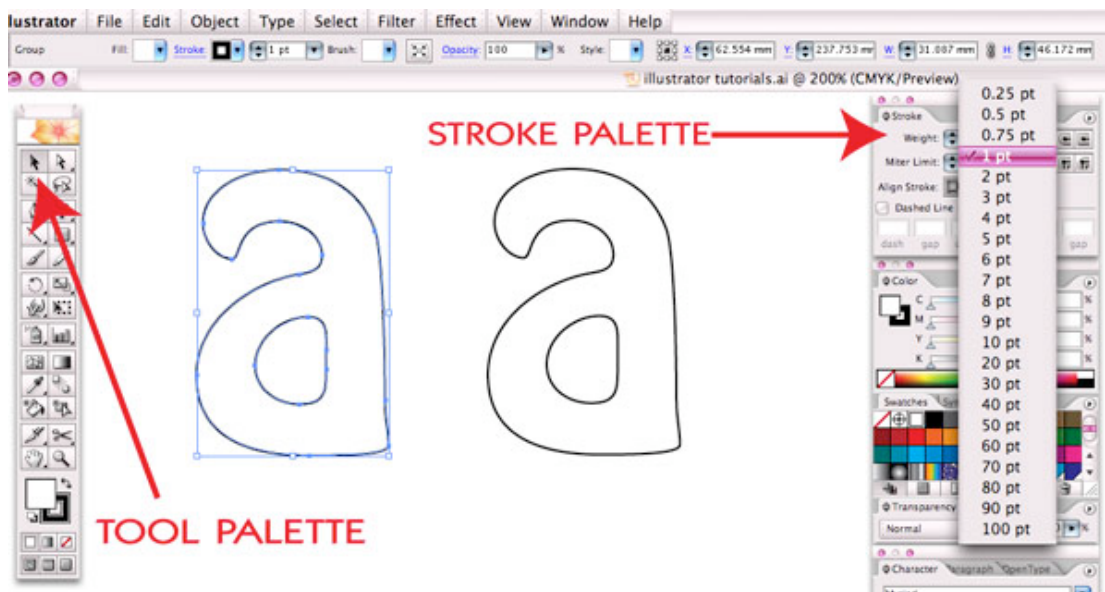 lustrator File Edit Object Type Select Filter Effect View Window Help
Group Fill: Stroke: 1 pt Brush: Opacity: 100 % Style: X: 62.554 mm Y: 237.753 mm W: 31.087 mm H: 46.172 mm
illustrator tutorials.ai @ 200% (CMYK/Preview)
STROKE PALETTE
a a
TOOL PALETTE
Stroke
Weight:
Miter Limit:
Align Stroke:
Dashed Line
dash gap gap
0.25 pt
0.5 pt
0.75 pt
✓ 1 pt
2 pt
3 pt
4 pt
5 pt
6 pt
7 pt
8 pt
9 pt
10 pt
20 pt
30 pt
40 pt
50 pt
60 pt
70 pt
80 pt
90 pt
100 pt
Color
C %
M %
Y %
K %
Swatches
Transparency
Normal %
Character Paragraph OpenType